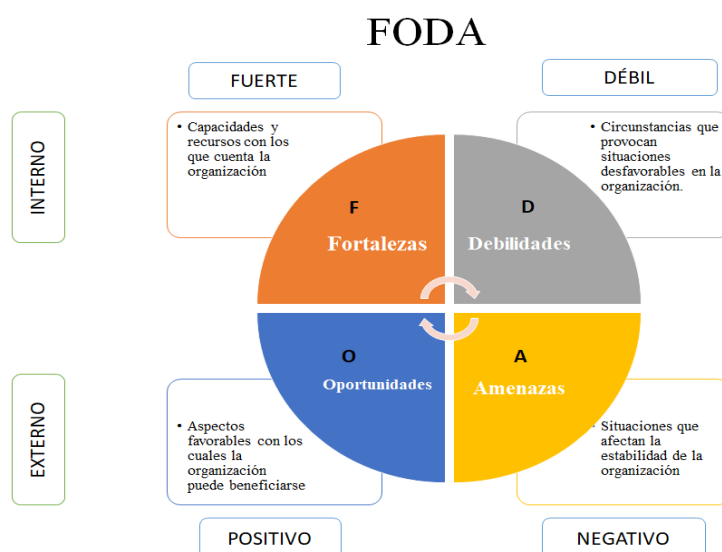 FODA
FUERTE
DÉBIL
INTERNO
• Capacidades y
recursos con los
que cuenta la
organización
• Circunstancias que
provocan
situaciones
desfavorables en la
organización.
F
Fortalezas
D
Debilidades
O
Oportunidades
A
Amenazas
EXTERNO
• Aspectos
favorables con los
cuales la
organización
puede beneficiarse
• Situaciones que
afectan la
estabilidad de la
organización
POSITIVO
NEGATIVO